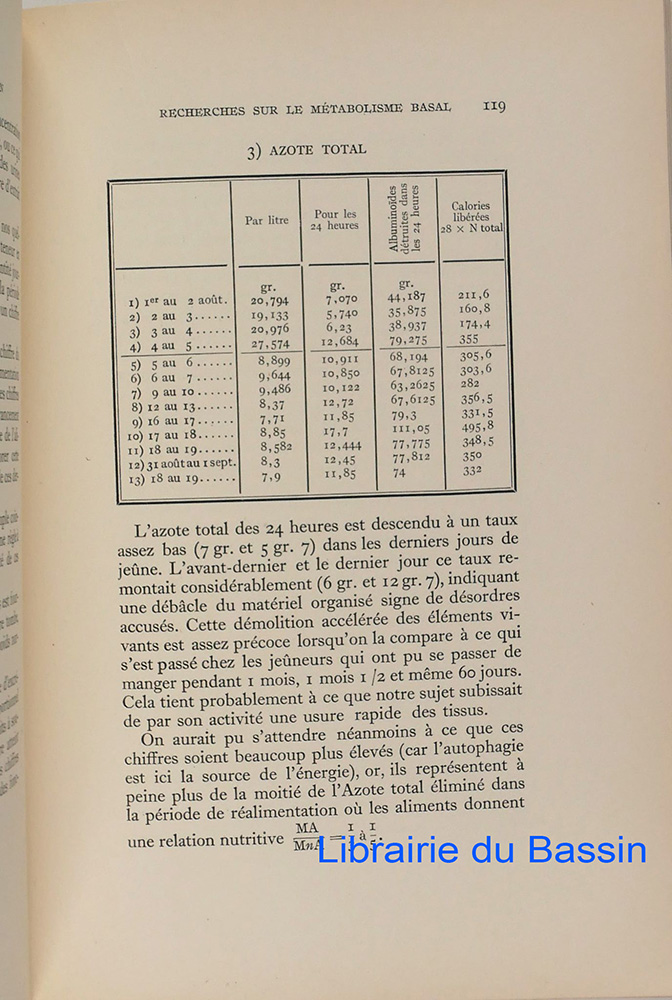 RECHERCHES SUR LE MÉTABOLISME BASAL 119
3) AZOTE TOTAL
Par litre
Pour les
24 heures
Albuminoïdes
détruites dans
les 24 heures
Calories
libérées
28 × N total
gr. gr. gr.
1) 1er au 2 août. 20,794 7,070 44,187 211,6
2) 2 au 3...... 19,133 5,740 35,875 160,8
3) 3 au 4...... 20,976 6,23 38,937 174,4
4) 4 au 5...... 27,574 12,684 79,275 355
5) 5 au 6...... 8,899 10,911 68,194 305,6
6) 6 au 7...... 9,644 10,850 67,8125 303,6
7) 9 au 10...... 9,486 10,122 63,2625 282
8) 12 au 13...... 8,37 12,72 67,6125 356,5
9) 16 au 17...... 7,71 11,85 79,3 331,5
10) 17 au 18...... 8,85 17,7 111,05 495,8
11) 18 au 19...... 8,582 12,444 77,775 348,5
12) 31 août au 1 sept. 8,3 12,45 77,812 350
13) 18 au 19...... 7,9 11,85 74 332
L'azote total des 24 heures est descendu à un taux
assez bas (7 gr. et 5 gr. 7) dans les derniers jours de
jeûne. L'avant-dernier et le dernier jour ce taux re-
montait considérablement (6 gr. et 12 gr. 7), indiquant
une débâcle du matériel organisé signe de désordres
accusés. Cette démolition accélérée des éléments vi-
vants est assez précoce lorsqu'on la compare à ce qui
s'est passé chez les jeûneurs qui ont pu se passer de
manger pendant 1 mois, 1 mois 1/2 et même 60 jours.
Cela tient probablement à ce que notre sujet subissait
de par son activité une usure rapide des tissus.
On aurait pu s'attendre néanmoins à ce que ces
chiffres soient beaucoup plus élevés (car l'autophagie
est ici la source de l'énergie), or, ils représentent à
peine plus de la moitié de l'Azote total éliminé dans
la période de réalimentation où les aliments donnent
une relation nutritive MA/MnA = 1 à 1/5.
Librairie du Bassin